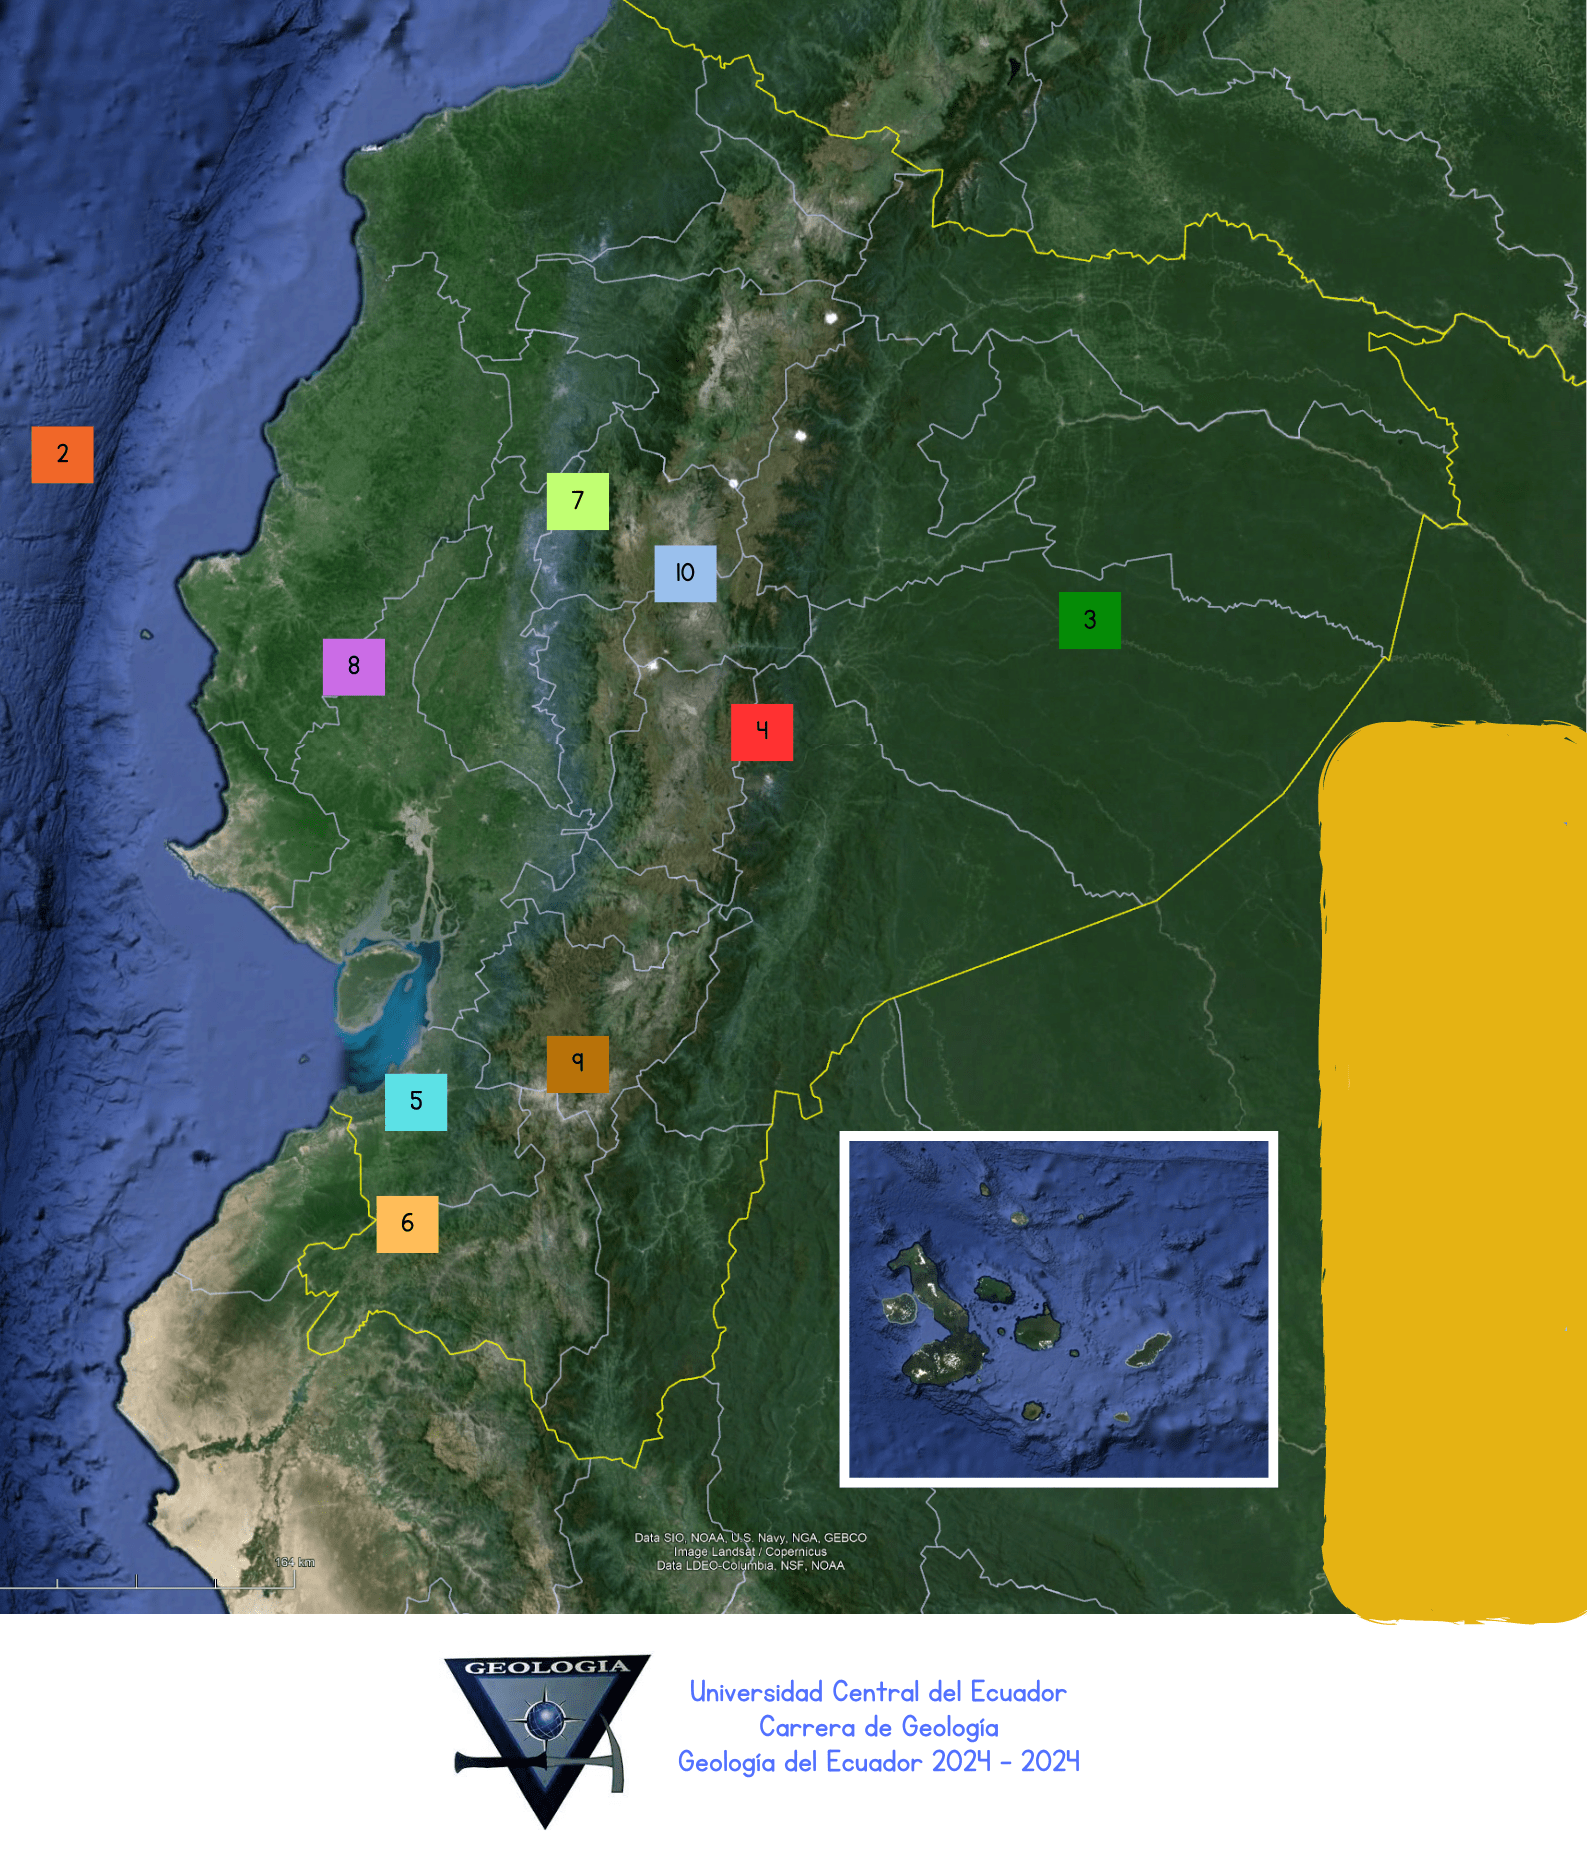 2
7
10
3
8
4
9
5
6
164 km
Data SIO, NOAA, U.S. Navy, NGA, GEBCO
Image Landsat / Copernicus
Data LDEO-Columbia, NSF, NOAA
GEOLOGIA
Universidad Central del Ecuador
Carrera de Geología
Geología del Ecuador 2024 - 2024